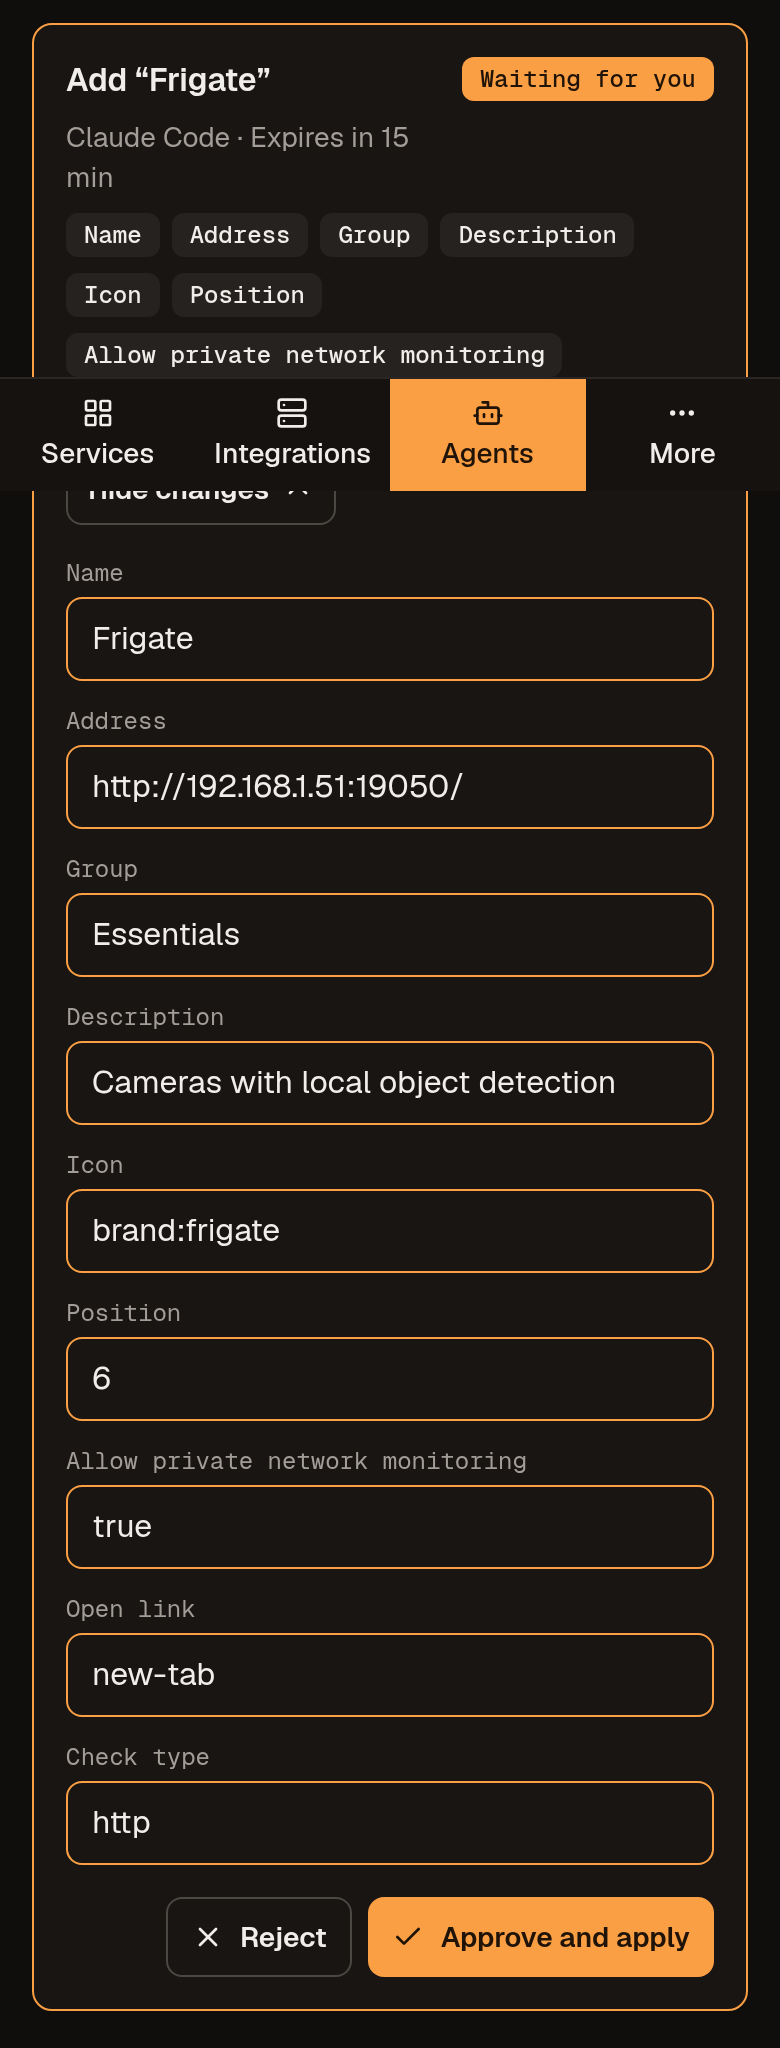 Add “Frigate”
Waiting for you
Claude Code · Expires in 15
min
Name
Address
Group
Description
Icon
Position
Allow private network monitoring
Services
Integrations
Agents
More
Hide changes
Name
Frigate
Address
http://192.168.1.51:19050/
Group
Essentials
Description
Cameras with local object detection
Icon
brand:frigate
Position
6
Allow private network monitoring
true
Open link
new-tab
Check type
http
Reject
Approve and apply